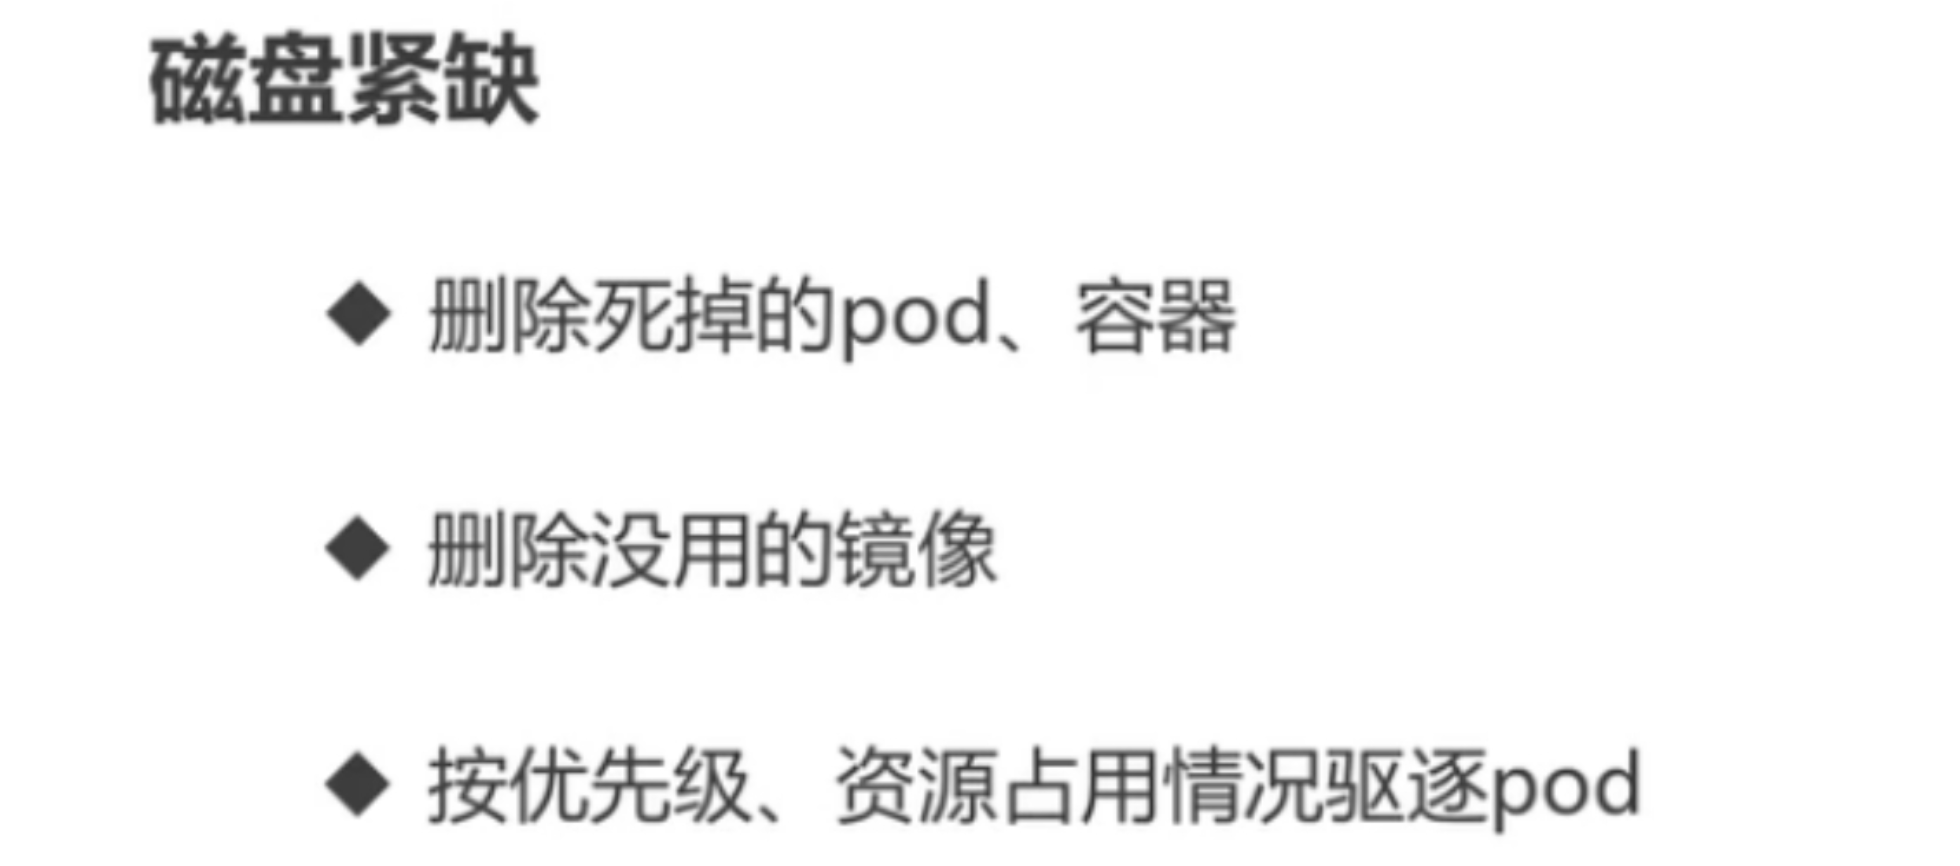 磁盘紧缺
◆ 删除死掉的pod、容器
◆ 删除没用的镜像
◆ 按优先级、资源占用情况驱逐pod